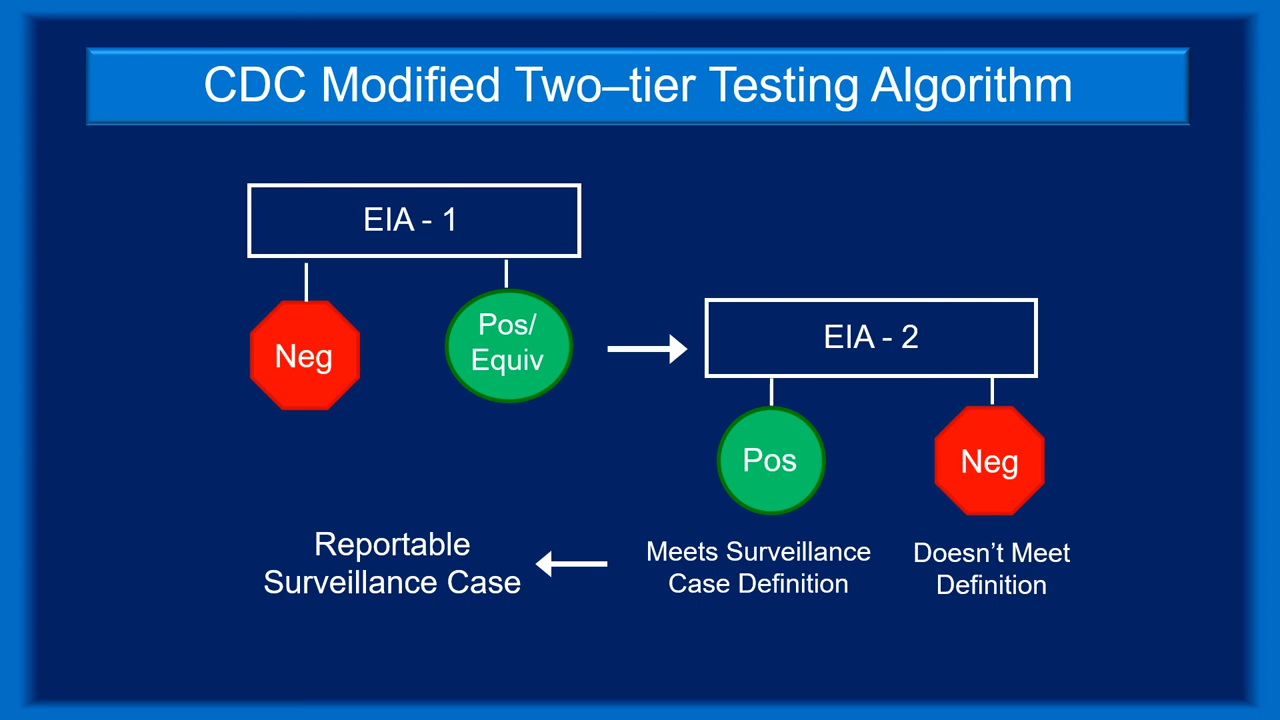 CDC Modified Two–tier Testing Algorithm
EIA - 1
Neg
Pos/
Equiv
EIA - 2
Pos
Neg
Meets Surveillance
Case Definition
Doesn’t Meet
Definition
Reportable
Surveillance Case